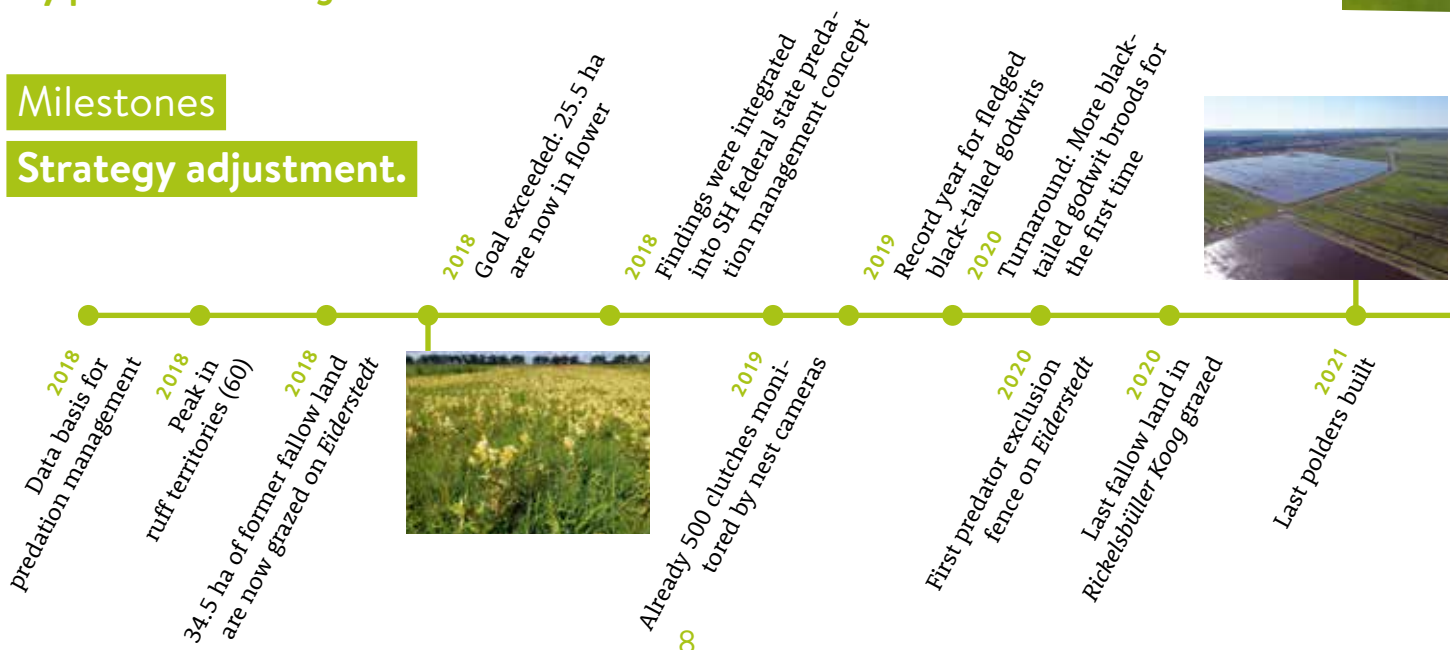 Milestones
Strategy adjustment.
2018
Goal exceeded: 25.5 ha
are now in flower
2018
Findings were integrated
into SH federal state preda-
tion management concept
2019
Record year for fledged
black-tailed godwits
2020
Turnaround: More black-
tailed godwit broods for
the first time
2018
Data basis for
predation management
2018
Peak in
ruff territories (60)
2018
34.5 ha of former fallow land
are now grazed on Eiderstedt
2019
Already 500 clutches moni-
tored by nest cameras
2020
First predator exclusion
fence on Eiderstedt
2020
Last fallow land in
Rickelsbüller Koog grazed
2021
Last polders built
8